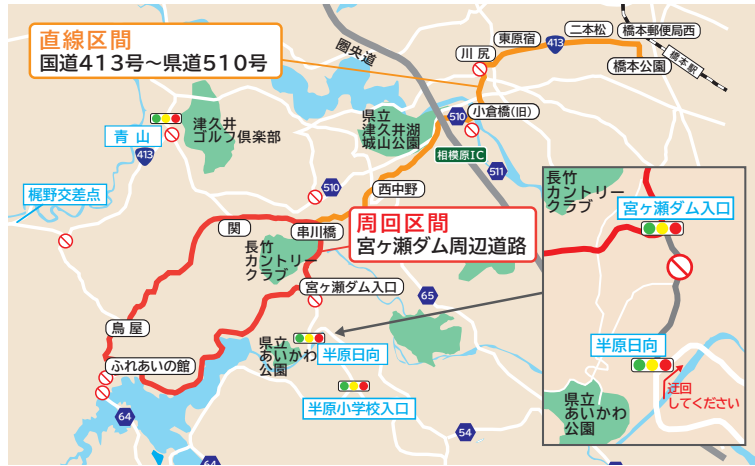 直線区間
国道413号〜県道510号
圏央道
川尻
東原宿
413
二本松
橋本郵便局西
橋本駅
橋本公園
小倉橋(旧)
510
県立
津久井湖
城山公園
相模原IC
511
津久井
ゴルフ倶楽部
青山
413
梶野交差点
510
西中野
関
串川橋
周回区間
宮ヶ瀬ダム周辺道路
長竹
カントリー
クラブ
宮ヶ瀬ダム入口
65
鳥屋
ふれあいの館
県立
あいかわ
公園
半原日向
半原小学校入口
64
64
54
長竹
カントリー
クラブ
宮ヶ瀬ダム入口
半原日向
迂回
してください
県立
あいかわ
公園